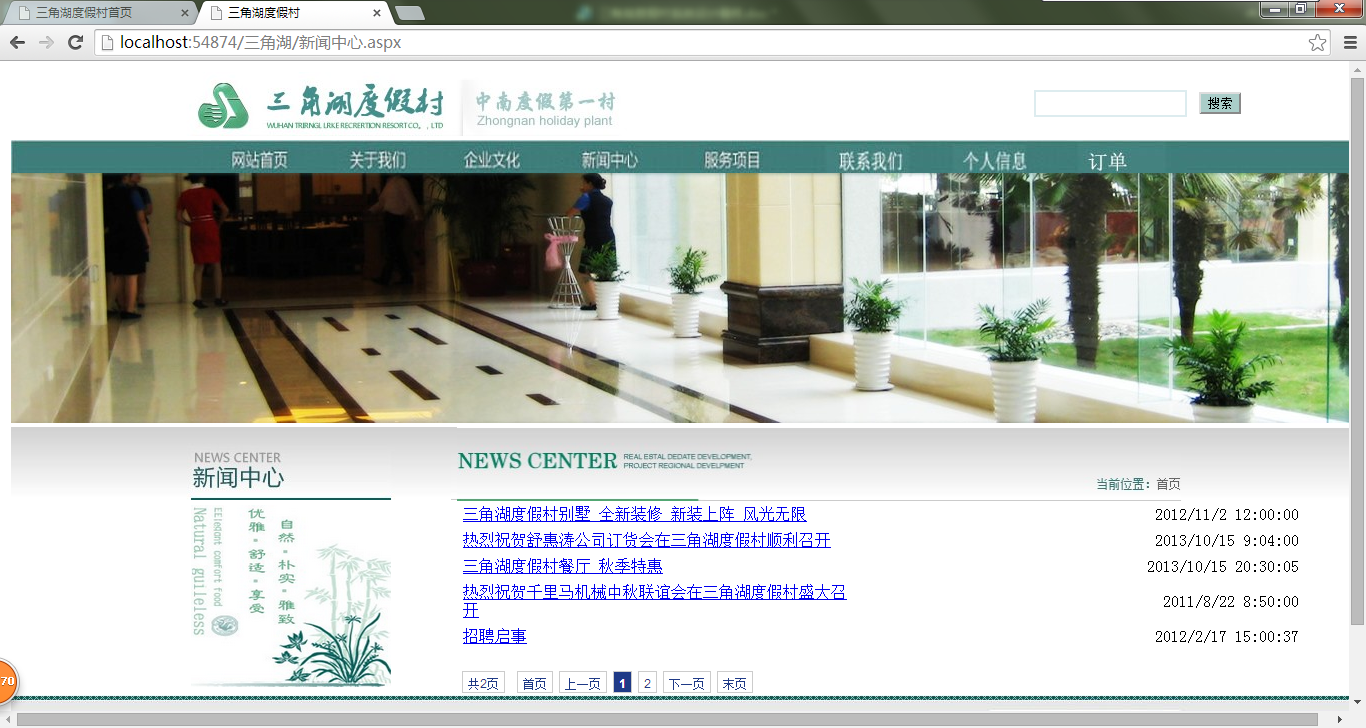 三角湖度假村首页
三角湖度假村
localhost:54874/三角湖/新闻中心.aspx
三角湖度假村
WUHAN TRIRNGL LRKE RECRERTION RESORT CO.，LTD
中南度假第一村
Zhongnan holiday plant
搜索
网站首页 关于我们 企业文化 新闻中心 服务项目 联系我们 个人信息 订单
NEWS CENTER
新闻中心
优雅·舒适·享受
自然·朴实·雅致
EElegant comfort food
Natural guileless
NEWS CENTER
REAL ESTAL DEDATE DEVELOPMENT,
PROJECT REGIONAL DEVELPMENT
当前位置：首页
三角湖度假村别墅 全新装修 新装上阵 风光无限 2012/11/2 12:00:00
热烈祝贺舒惠涛公司订货会在三角湖度假村顺利召开 2013/10/15 9:04:00
三角湖度假村餐厅 秋季特惠 2013/10/15 20:30:05
热烈祝贺千里马机械中秋联谊会在三角湖度假村盛大召
开 2011/8/22 8:50:00
招聘启事 2012/2/17 15:00:37
共2页 首页 上一页 1 2 下一页 末页
70